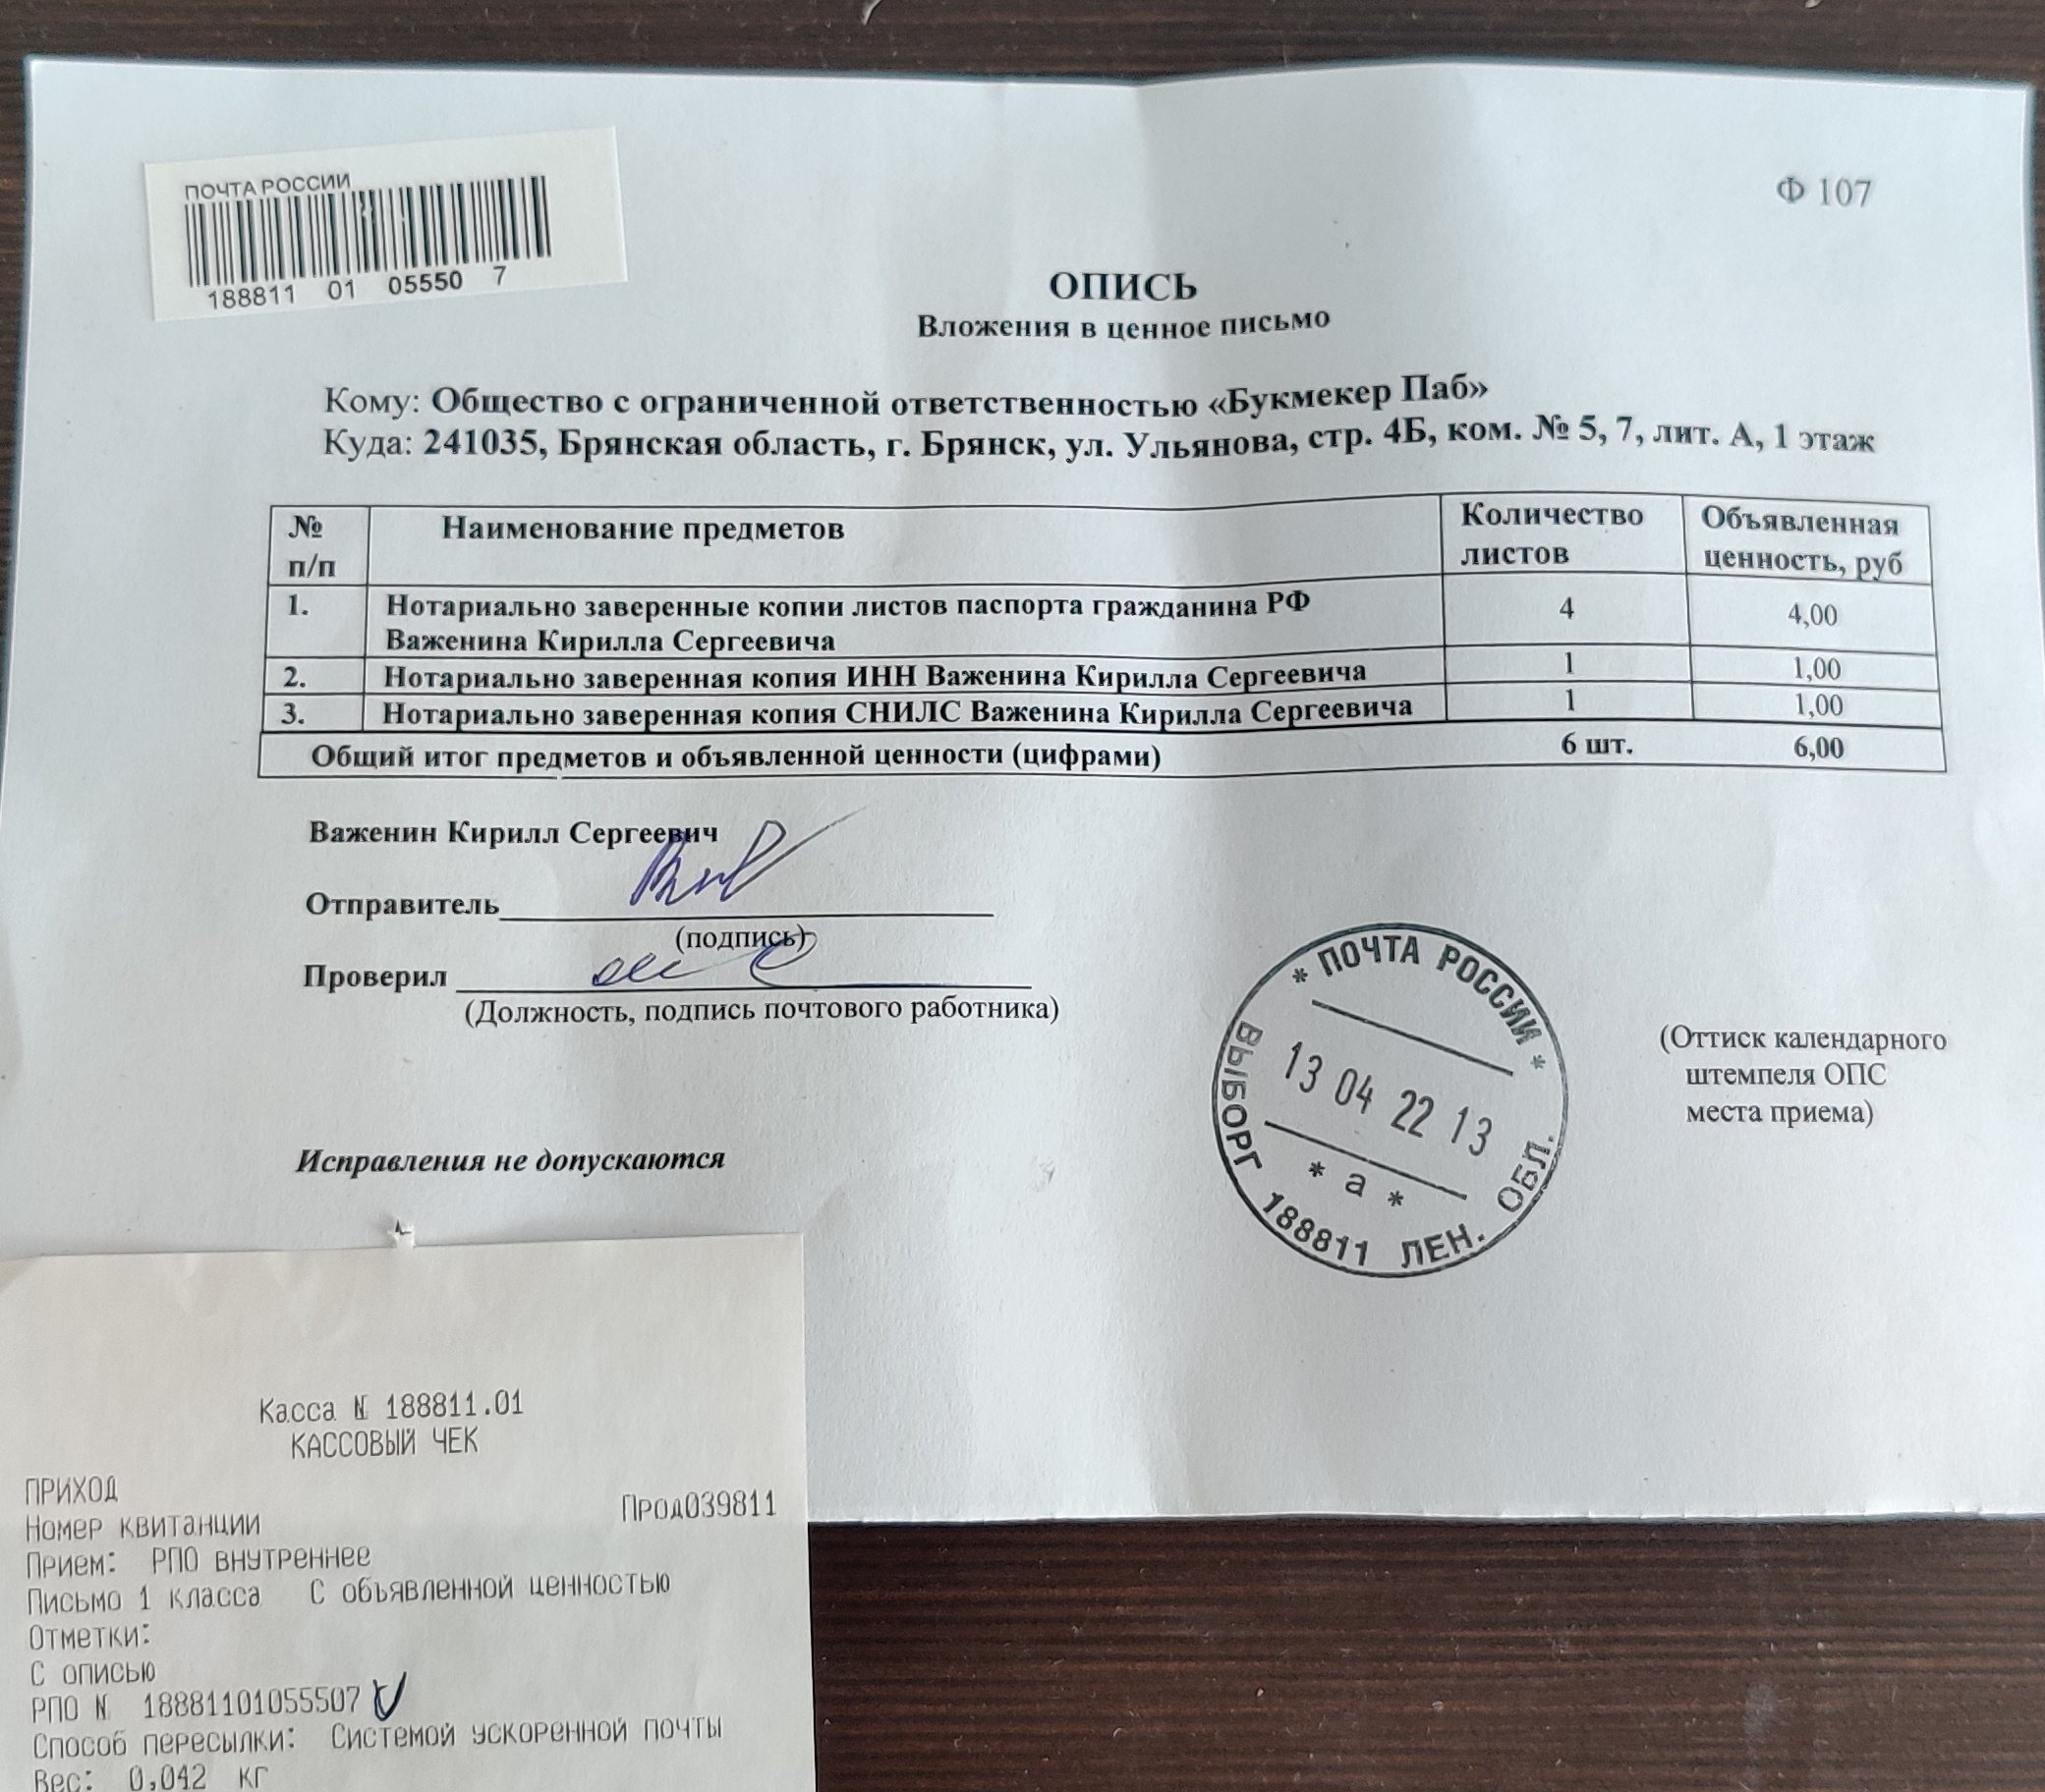 ПОЧТА РОССИИ
188811 01 05550 7
Ф 107
ОПИСЬ
Вложения в ценное письмо
Кому: Общество с ограниченной ответственностью «Букмекер Паб»
Куда: 241035, Брянская область, г. Брянск, ул. Ульянова, стр. 4Б, ком. № 5, 7, лит. А, 1 этаж
№ п/п Наименование предметов Количество листов Объявленная ценность, руб
1. Нотариально заверенные копии листов паспорта гражданина РФ 4 4,00
Важенина Кирилла Сергеевича
2. Нотариально заверенная копия ИНН Важенина Кирилла Сергеевича 1 1,00
3. Нотариально заверенная копия СНИЛС Важенина Кирилла Сергеевича 1 1,00
Общий итог предметов и объявленной ценности (цифрами) 6 шт. 6,00
Важенин Кирилл Сергеевич
Отправитель
(подпись)
Проверил
(Должность, подпись почтового работника)
* ПОЧТА РОССИИ *
13 04 22 13
* а *
ВЫБОРГ 188811 ЛЕН. ОБЛ.
(Оттиск календарного
штемпеля ОПС
места приема)
Исправления не допускаются
Касса № 188811.01
КАССОВЫЙ ЧЕК
ПРИХОД
Номер квитанции Прод039811
Прием: РПО внутреннее
Письмо 1 класса С объявленной ценностью
Отметки:
С описью
РПО № 18881101055507
Способ пересылки: Системой ускоренной почты
Вес: 0,042 кг